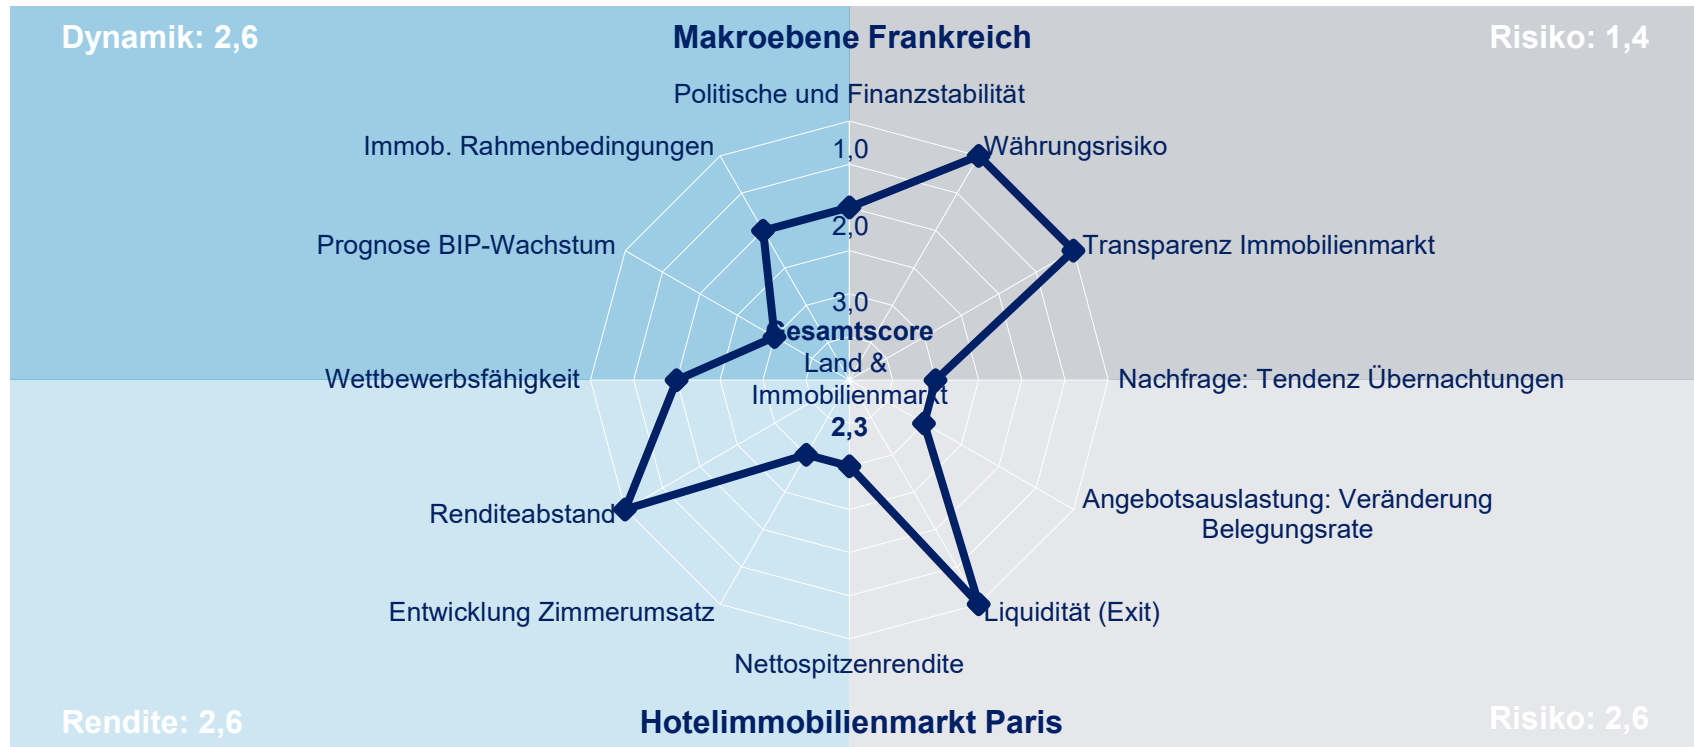 Dynamik: 2,6
Makroebene Frankreich
Risiko: 1,4
Politische und Finanzstabilität
Immob. Rahmenbedingungen
Währungsrisiko
1,0
2,0
Prognose BIP-Wachstum
Transparenz Immobilienmarkt
3,0
Gesamtscore
Land &
Immobilienmarkt
2,3
Wettbewerbsfähigkeit
Nachfrage: Tendenz Übernachtungen
Renditeabstand
Angebotsauslastung: Veränderung
Belegungsrate
Entwicklung Zimmerumsatz
Liquidität (Exit)
Nettospitzenrendite
Rendite: 2,6
Hotelimmobilienmarkt Paris
Risiko: 2,6